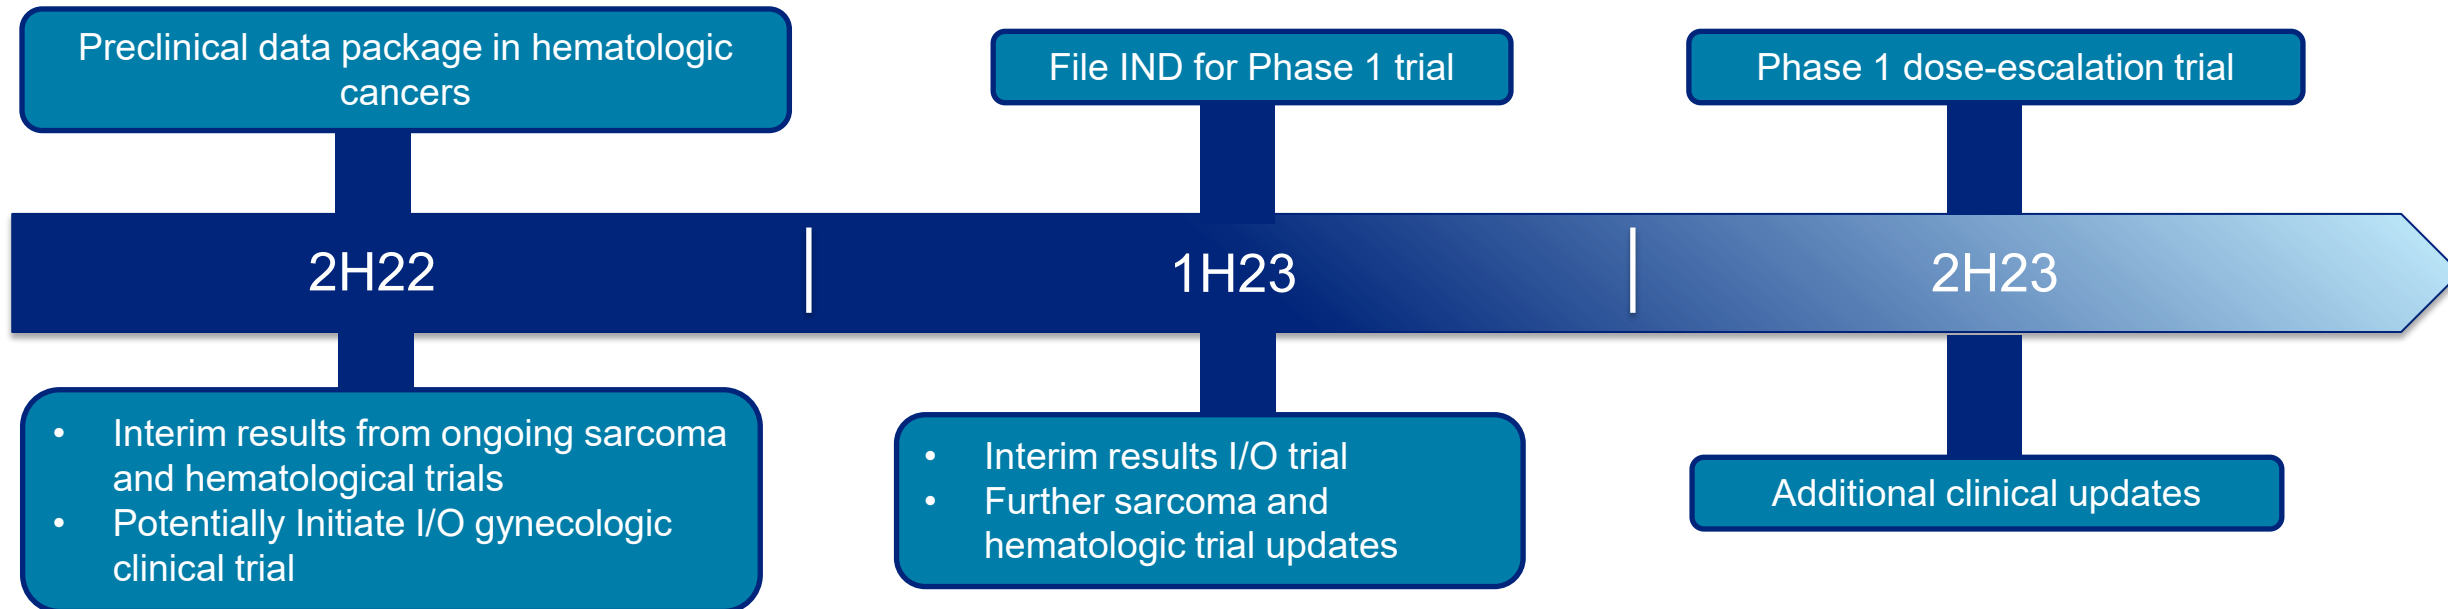 Preclinical data package in hematologic
cancers
File IND for Phase 1 trial
Phase 1 dose-escalation trial
2H22
1H23
2H23
• Interim results from ongoing sarcoma
and hematological trials
• Potentially Initiate I/O gynecologic
clinical trial
• Interim results I/O trial
• Further sarcoma and
hematologic trial updates
Additional clinical updates